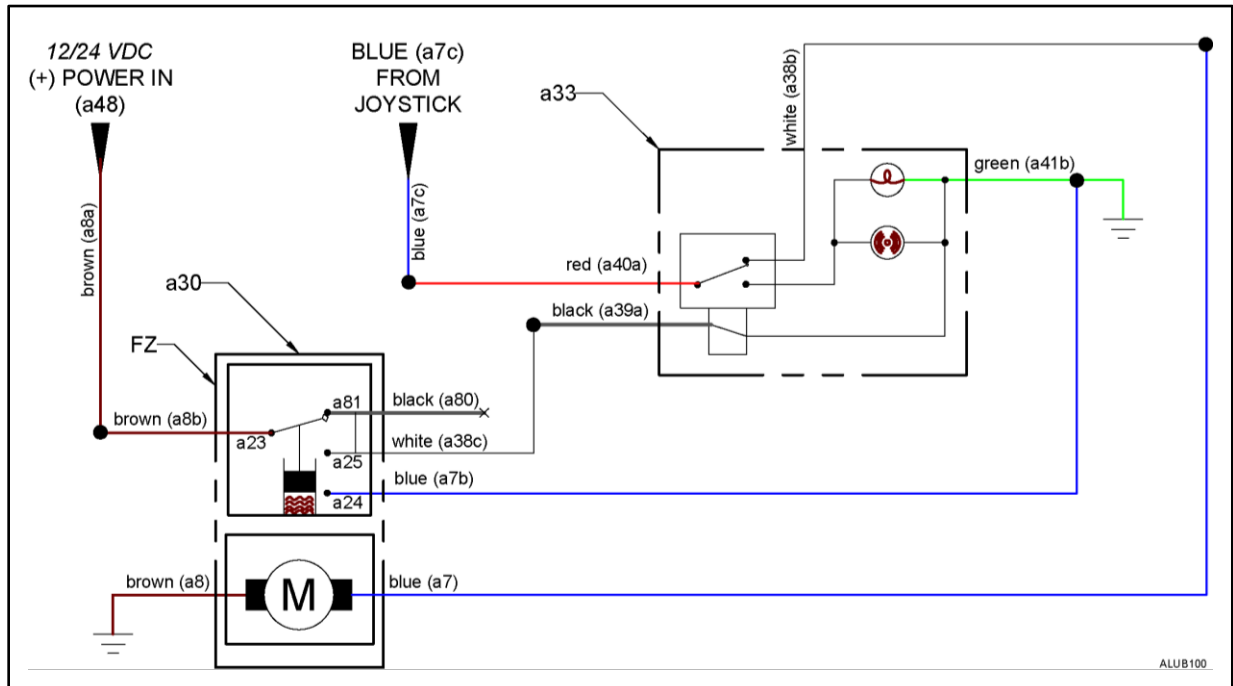 12/24 VDC
(+) POWER IN
(a48)
BLUE (a7c)
FROM
JOYSTICK
a33
white (a38b)
green (a41b)
brown (a8a)
blue (a7c)
red (a40a)
a30
black (a39a)
FZ
a81
black (a80)
brown (a8b)
a23
white (a38c)
a25
blue (a7b)
a24
brown (a8)
M
blue (a7)
ALUB100